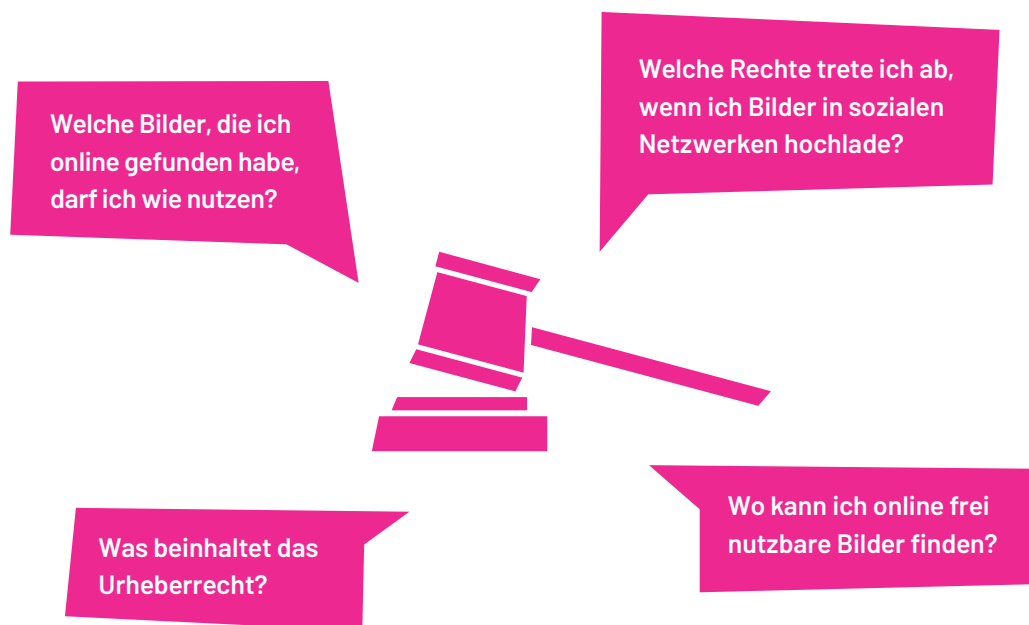 Welche Bilder, die ich
online gefunden habe,
darf ich wie nutzen?
Welche Rechte trete ich ab,
wenn ich Bilder in sozialen
Netzwerken hochlade?
Was beinhaltet das
Urheberrecht?
Wo kann ich online frei
nutzbare Bilder finden?